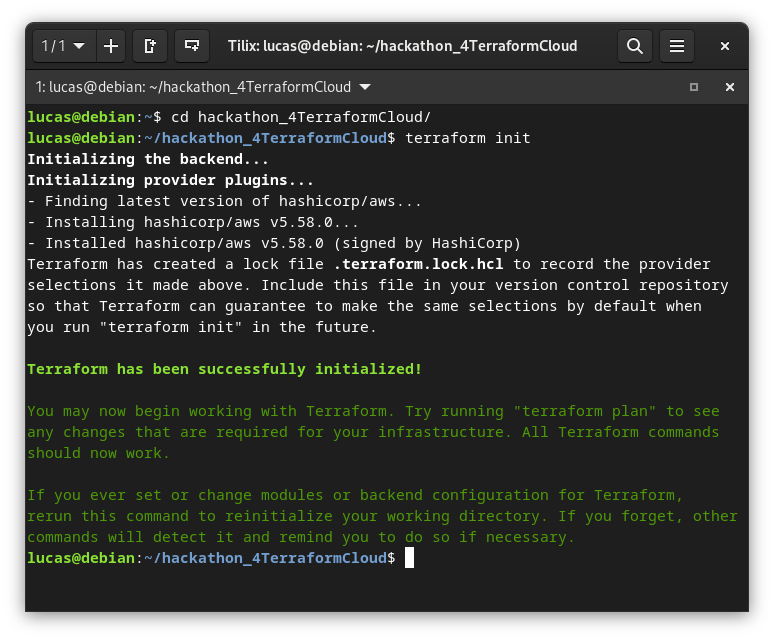 1 / 1
Tilix: lucas@debian: ~/hackathon_4TerraformCloud
1: lucas@debian: ~/hackathon_4TerraformCloud
lucas@debian:~$ cd hackathon_4TerraformCloud/
lucas@debian:~/hackathon_4TerraformCloud$ terraform init
Initializing the backend...
Initializing provider plugins...
- Finding latest version of hashicorp/aws...
- Installing hashicorp/aws v5.58.0...
- Installed hashicorp/aws v5.58.0 (signed by HashiCorp)
Terraform has created a lock file .terraform.lock.hcl to record the provider
selections it made above. Include this file in your version control repository
so that Terraform can guarantee to make the same selections by default when
you run "terraform init" in the future.
Terraform has been successfully initialized!
You may now begin working with Terraform. Try running "terraform plan" to see
any changes that are required for your infrastructure. All Terraform commands
should now work.
If you ever set or change modules or backend configuration for Terraform,
rerun this command to reinitialize your working directory. If you forget, other
commands will detect it and remind you to do so if necessary.
lucas@debian:~/hackathon_4TerraformCloud$